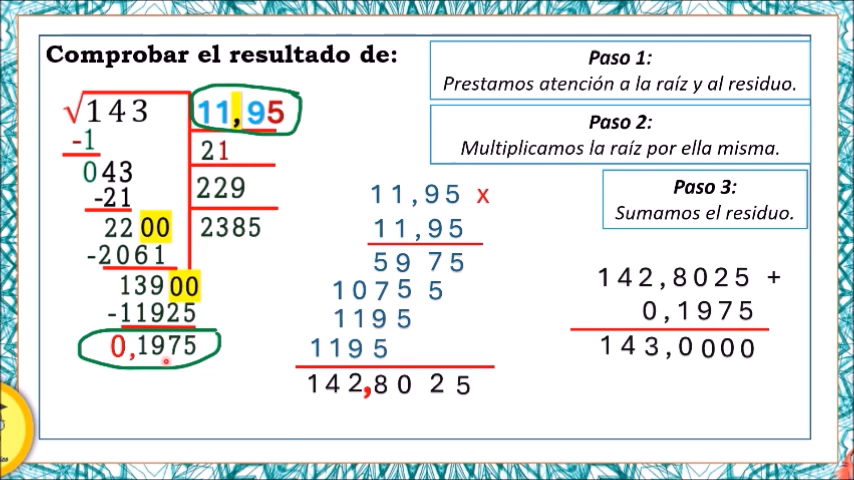 Comprobar el resultado de:
√143 11,95
-1 21
043
-21 229
2200 2385
-2061
13900
-11925
0,1975
11,95 x
11,95
5975
10755
1195
1195
142,8025
Paso 1:
Prestamos atención a la raíz y al residuo.
Paso 2:
Multiplicamos la raíz por ella misma.
Paso 3:
Sumamos el residuo.
142,8025 +
0,1975
143,0000